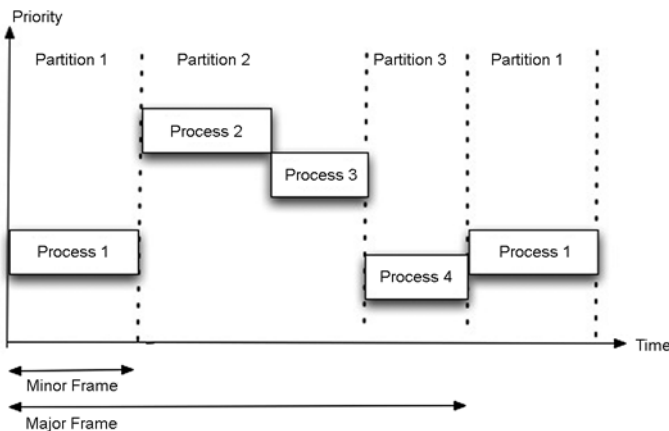 Priority
Partition 1 Partition 2 Partition 3 Partition 1
Process 2
Process 3
Process 1 Process 1
Process 4
Time
Minor Frame
Major Frame